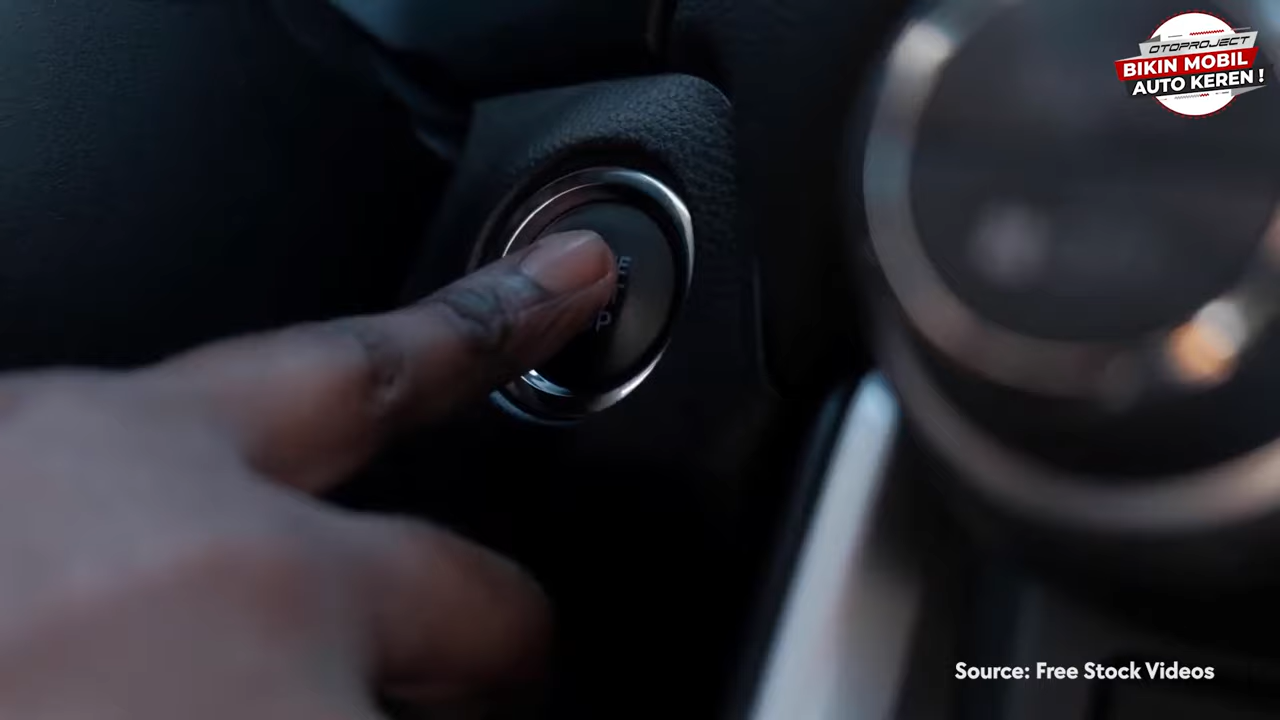 OTOPROJECT
BIKIN MOBIL
AUTO KEREN !
E
P
Source: Free Stock Videos